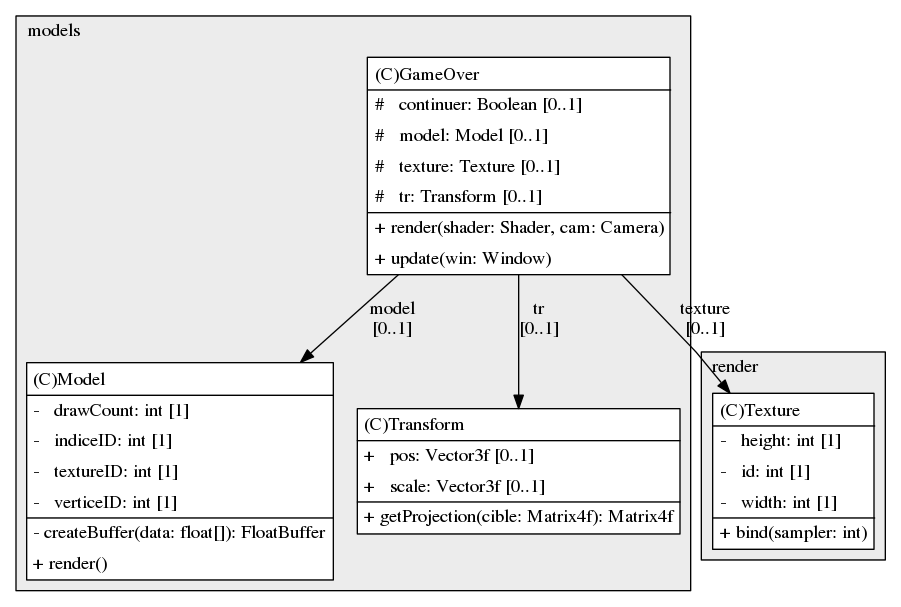 models
(C)GameOver
# continuer: Boolean [0..1]
# model: Model [0..1]
# texture: Texture [0..1]
# tr: Transform [0..1]
+ render(shader: Shader, cam: Camera)
+ update(win: Window)
model
[0..1]
tr
[0..1]
texture
[0..1]
(C)Model
- drawCount: int [1]
- indiceID: int [1]
- textureID: int [1]
- verticeID: int [1]
- createBuffer(data: float[]): FloatBuffer
+ render()
(C)Transform
+ pos: Vector3f [0..1]
+ scale: Vector3f [0..1]
+ getProjection(cible: Matrix4f): Matrix4f
render
(C)Texture
- height: int [1]
- id: int [1]
- width: int [1]
+ bind(sampler: int)